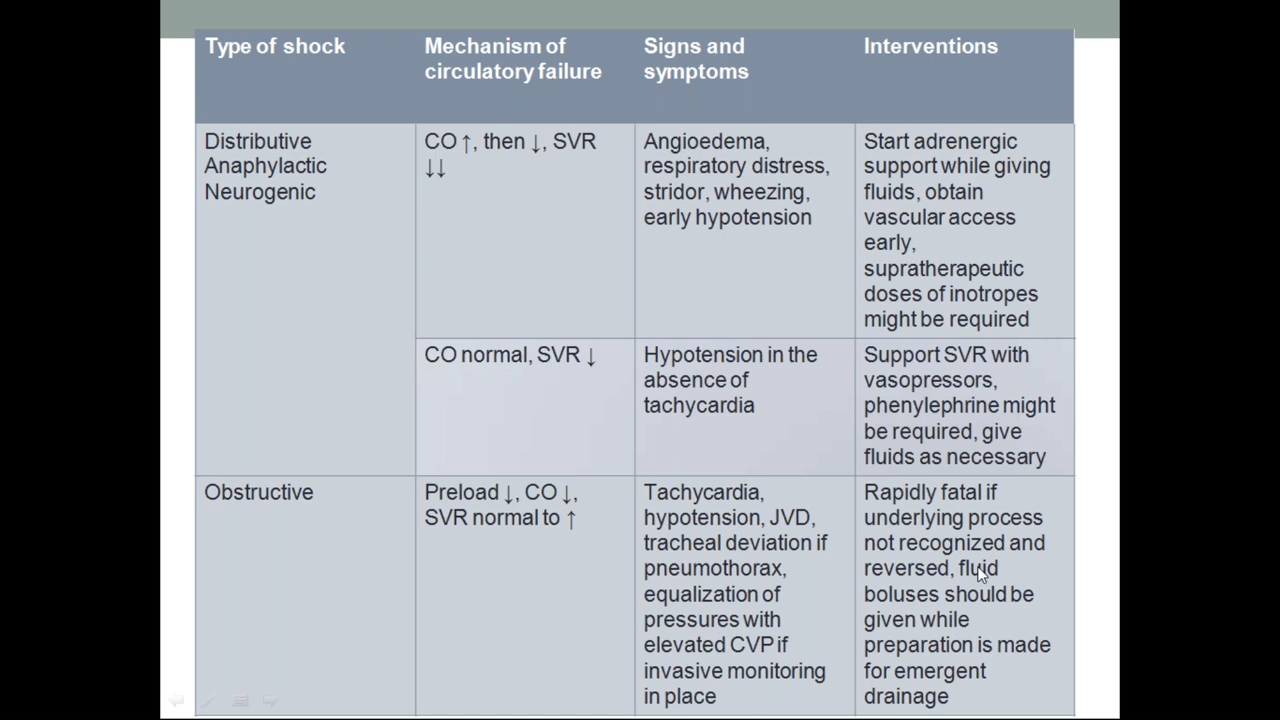 Type of shock
Mechanism of
circulatory failure
Signs and
symptoms
Interventions
Distributive
Anaphylactic
Neurogenic
CO ↑, then ↓, SVR
↓↓
Angioedema,
respiratory distress,
stridor, wheezing,
early hypotension
Start adrenergic
support while giving
fluids, obtain
vascular access
early,
supratherapeutic
doses of inotropes
might be required
CO normal, SVR ↓
Hypotension in the
absence of
tachycardia
Support SVR with
vasopressors,
phenylephrine might
be required, give
fluids as necessary
Obstructive
Preload ↓, CO ↓,
SVR normal to ↑
Tachycardia,
hypotension, JVD,
tracheal deviation if
pneumothorax,
equalization of
pressures with
elevated CVP if
invasive monitoring
in place
Rapidly fatal if
underlying process
not recognized and
reversed, fluid
boluses should be
given while
preparation is made
for emergent
drainage